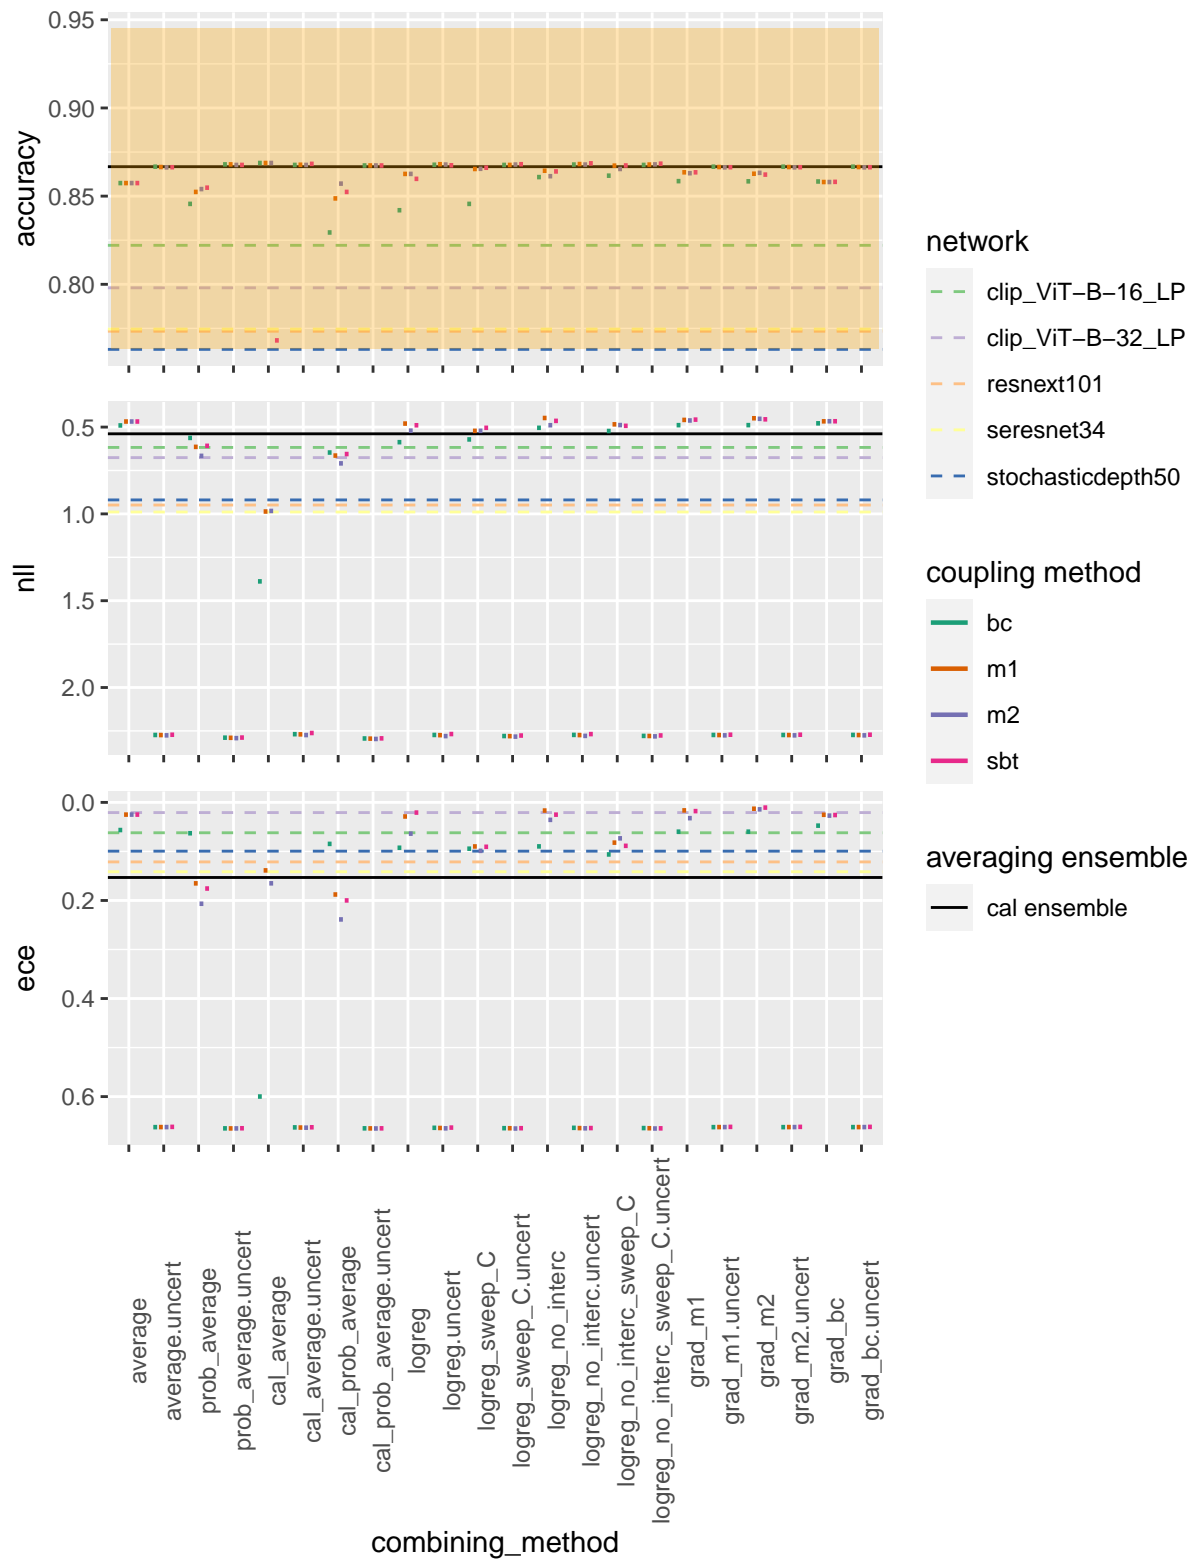 accuracy
0.95
0.90
0.85
0.80
nll
0.5
1.0
1.5
2.0
ece
0.0
0.2
0.4
0.6
average
average.uncert
prob_average
prob_average.uncert
cal_average
cal_average.uncert
cal_prob_average
cal_prob_average.uncert
logreg
logreg.uncert
logreg_sweep_C
logreg_sweep_C.uncert
logreg_no_interc
logreg_no_interc.uncert
logreg_no_interc_sweep_C
logreg_no_interc_sweep_C.uncert
grad_m1
grad_m1.uncert
grad_m2
grad_m2.uncert
grad_bc
grad_bc.uncert
combining_method
network
clip_ViT−B−16_LP
clip_ViT−B−32_LP
resnext101
seresnet34
stochasticdepth50
coupling method
bc
m1
m2
sbt
averaging ensemble
cal ensemble